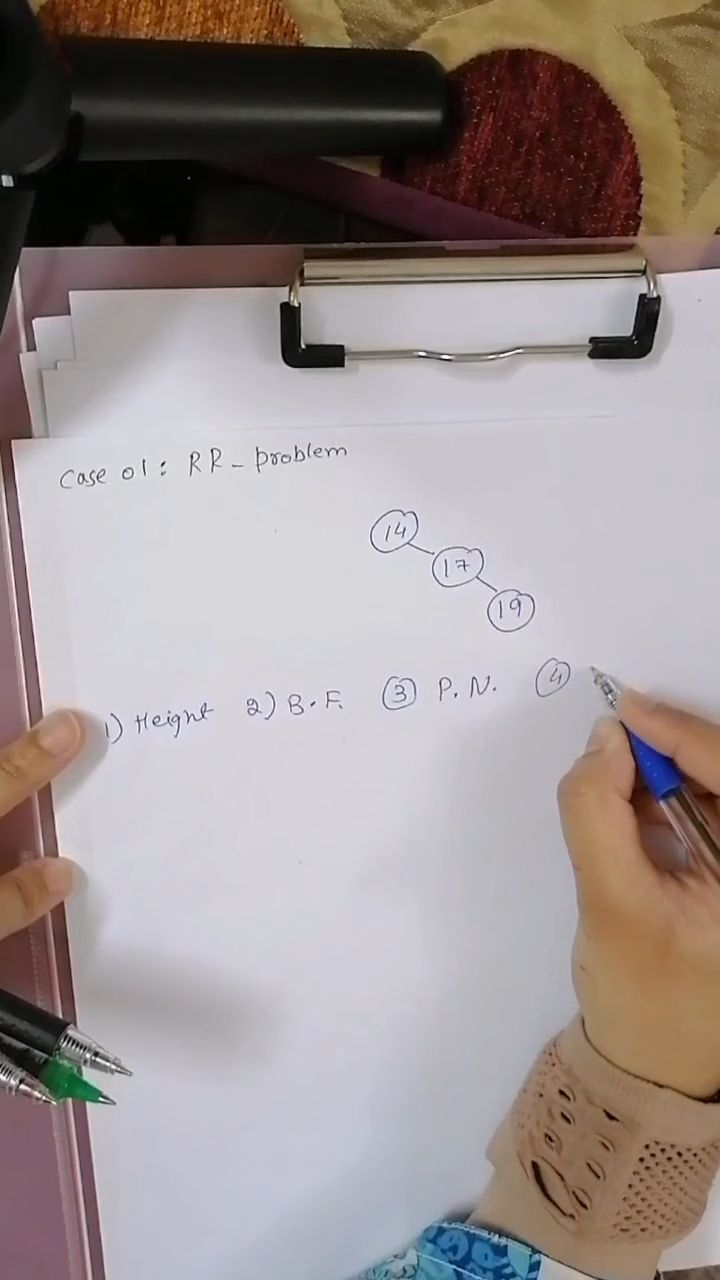 Case 01: RR - problem
14
17
19
1) Height 2) B.F. ③ P.N. ④